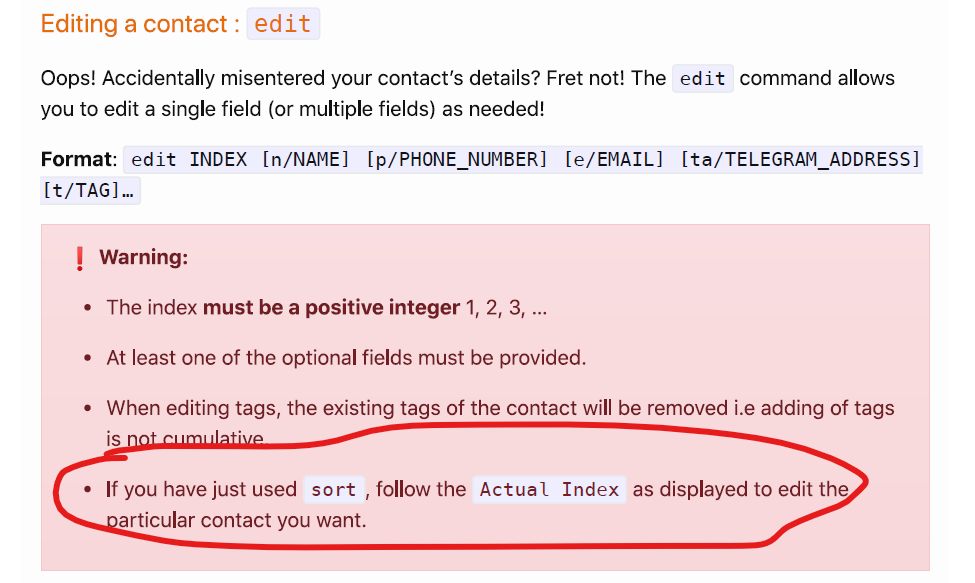 Editing a contact : edit
Oops! Accidentally misentered your contact's details? Fret not! The edit command allows
you to edit a single field (or multiple fields) as needed!
Format: edit INDEX [n/NAME] [p/PHONE_NUMBER] [e/EMAIL] [ta/TELEGRAM_ADDRESS]
[t/TAG]…
❗ Warning:
• The index must be a positive integer 1, 2, 3, …
• At least one of the optional fields must be provided.
• When editing tags, the existing tags of the contact will be removed i.e adding of tags
is not cumulative.
• If you have just used sort, follow the Actual Index as displayed to edit the
particular contact you want.